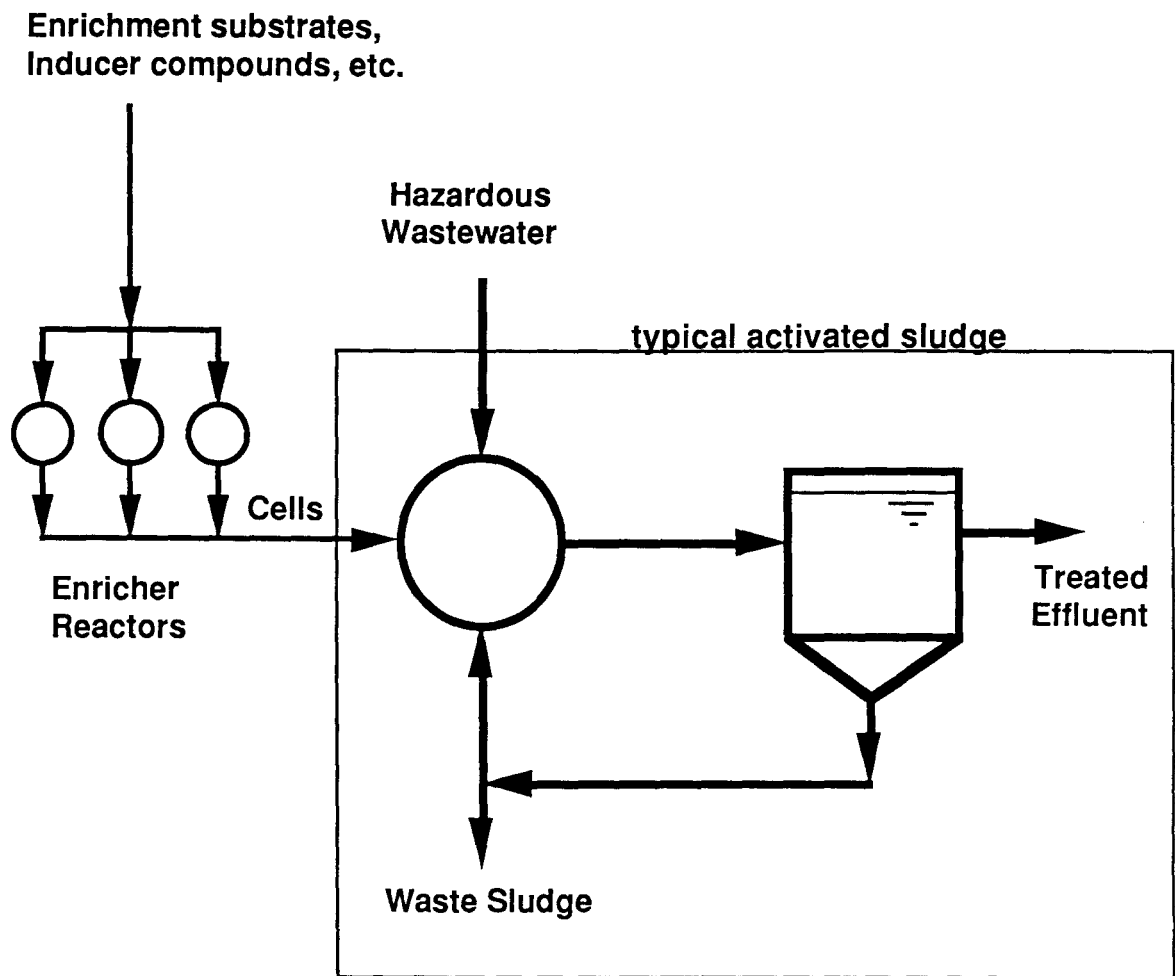 Enrichment substrates,
Inducer compounds, etc.
Hazardous
Wastewater
typical activated sludge
Cells
Enricher
Reactors
Treated
Effluent
Waste Sludge